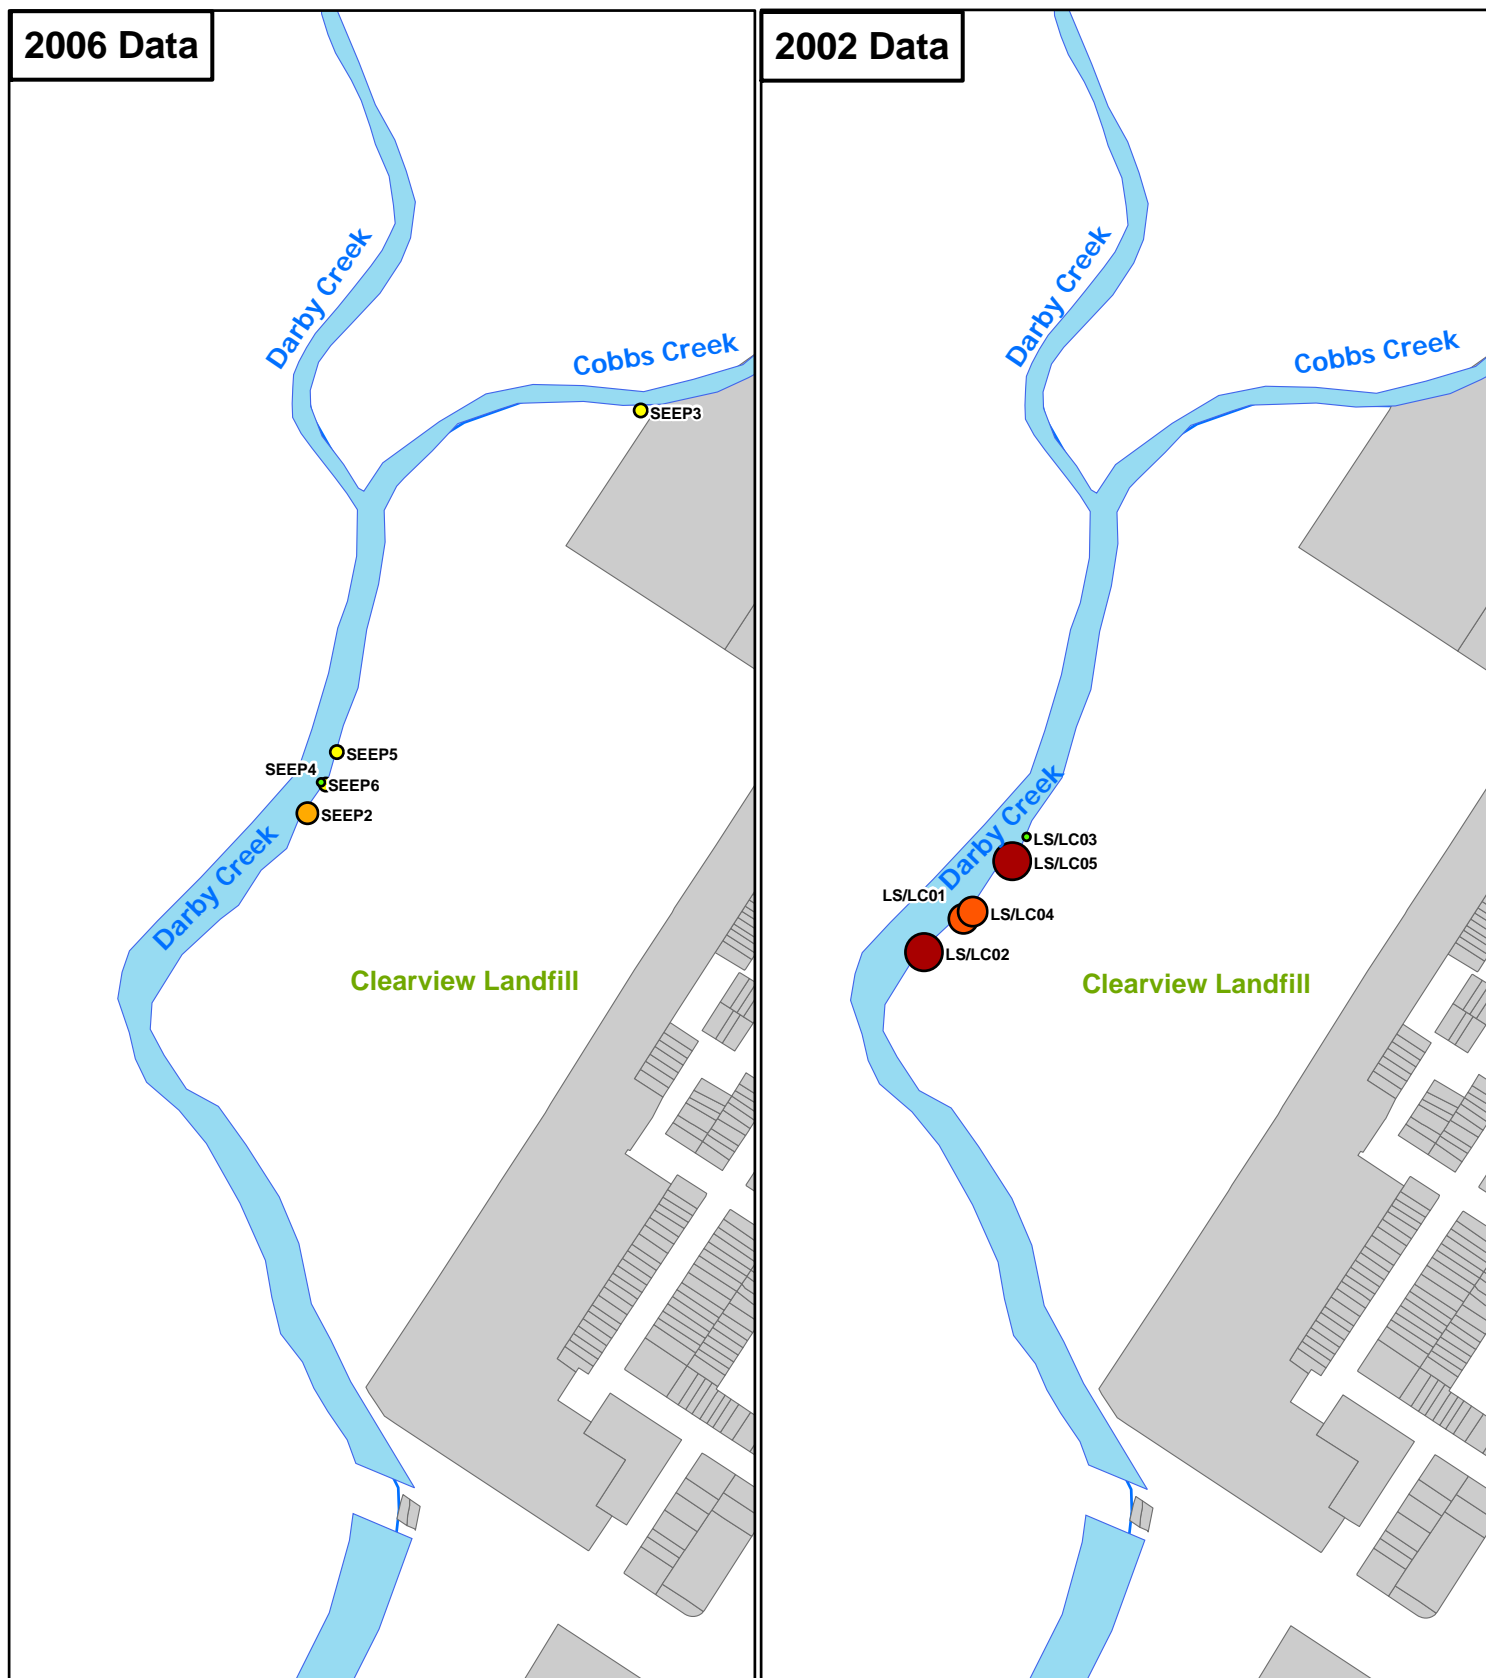 2006 Data
Darby Creek
Cobbs Creek
SEEP3
SEEP5
SEEP4
SEEP6
SEEP2
Darby Creek
Clearview Landfill
2002 Data
Darby Creek
Cobbs Creek
Darby Creek
LS/LC03
LS/LC05
LS/LC01
LS/LC04
LS/LC02
Clearview Landfill